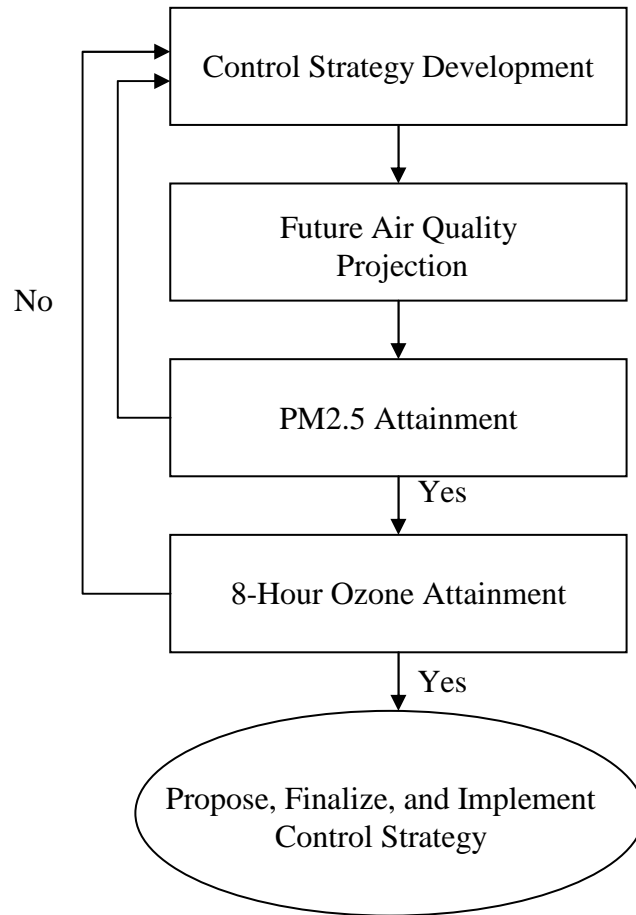 Control Strategy Development
Future Air Quality
Projection
No
PM2.5 Attainment
Yes
8-Hour Ozone Attainment
Yes
Propose, Finalize, and Implement
Control Strategy